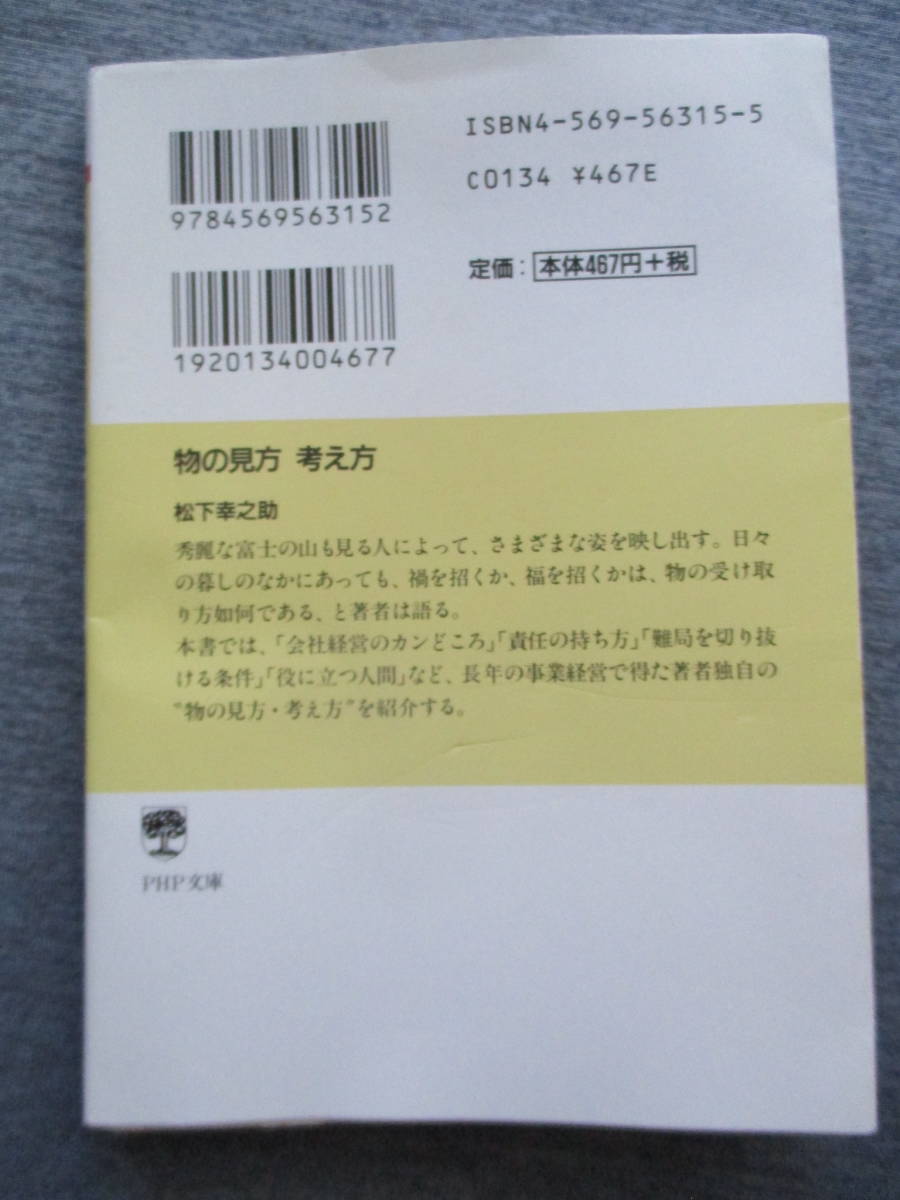 ISBN4-569-56315-5
C0134 ¥467E
9784569563152
定価：本体467円+税
1920134004677
物の見方 考え方
松下幸之助
秀麗な富士の山も見る人によって、さまざまな姿を映し出す。日々
の暮しのなかにあっても、禍を招くか、福を招くかは、物の受け取
り方如何である、と著者は語る。
本書では、「会社経営のカンどころ」「責任の持ち方」「難局を切り抜
ける条件」「役に立つ人間」など、長年の事業経営で得た著者独自の
〝物の見方・考え方〟を紹介する。
PHP文庫